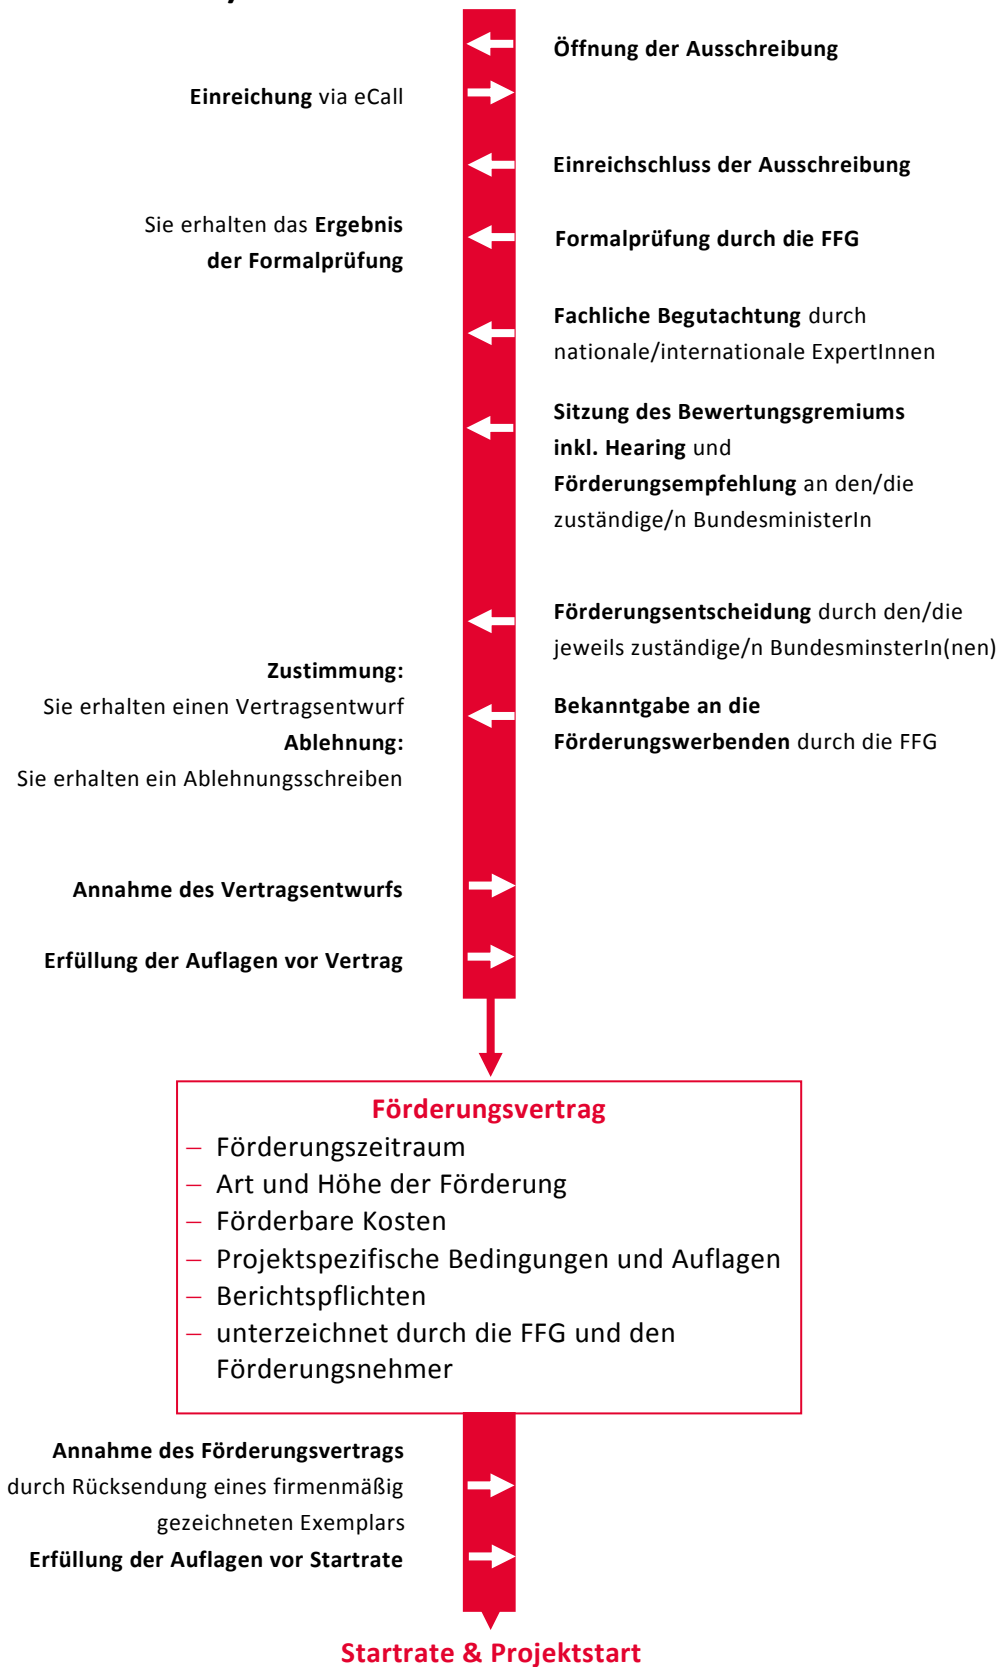 Öffnung der Ausschreibung
Einreichung via eCall
Einreichschluss der Ausschreibung
Sie erhalten das Ergebnis
der Formalprüfung
Formalprüfung durch die FFG
Fachliche Begutachtung durch
nationale/internationale ExpertInnen
Sitzung des Bewertungsgremiums
inkl. Hearing und
Förderungsempfehlung an den/die
zuständige/n BundesministerIn
Förderungsentscheidung durch den/die
jeweils zuständige/n BundesminsterIn(nen)
Zustimmung:
Sie erhalten einen Vertragsentwurf
Ablehnung:
Sie erhalten ein Ablehnungsschreiben
Bekanntgabe an die
Förderungswerbenden durch die FFG
Annahme des Vertragsentwurfs
Erfüllung der Auflagen vor Vertrag
Förderungsvertrag
– Förderungszeitraum
– Art und Höhe der Förderung
– Förderbare Kosten
– Projektspezifische Bedingungen und Auflagen
– Berichtspflichten
– unterzeichnet durch die FFG und den
Förderungsnehmer
Annahme des Förderungsvertrags
durch Rücksendung eines firmenmäßig
gezeichneten Exemplars
Erfüllung der Auflagen vor Startrate
Startrate & Projektstart